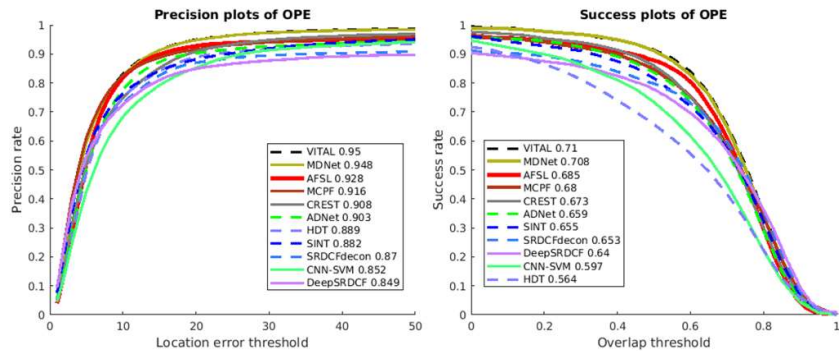 Precision plots of OPE
1
0.9
0.8
0.7
0.6
0.5
0.4
0.3
0.2
0.1
0
Precision rate
VITAL 0.95
MDNet 0.948
AFSL 0.928
MCPF 0.916
CREST 0.908
ADNet 0.903
HDT 0.889
SINT 0.882
SRDCFdecon 0.87
CNN-SVM 0.852
DeepSRDCF 0.849
0 10 20 30 40 50
Location error threshold
Success plots of OPE
1
0.9
0.8
0.7
0.6
0.5
0.4
0.3
0.2
0.1
0
Success rate
VITAL 0.71
MDNet 0.708
AFSL 0.685
MCPF 0.68
CREST 0.673
ADNet 0.659
SINT 0.655
SRDCFdecon 0.653
DeepSRDCF 0.64
CNN-SVM 0.597
HDT 0.564
0 0.2 0.4 0.6 0.8 1
Overlap threshold